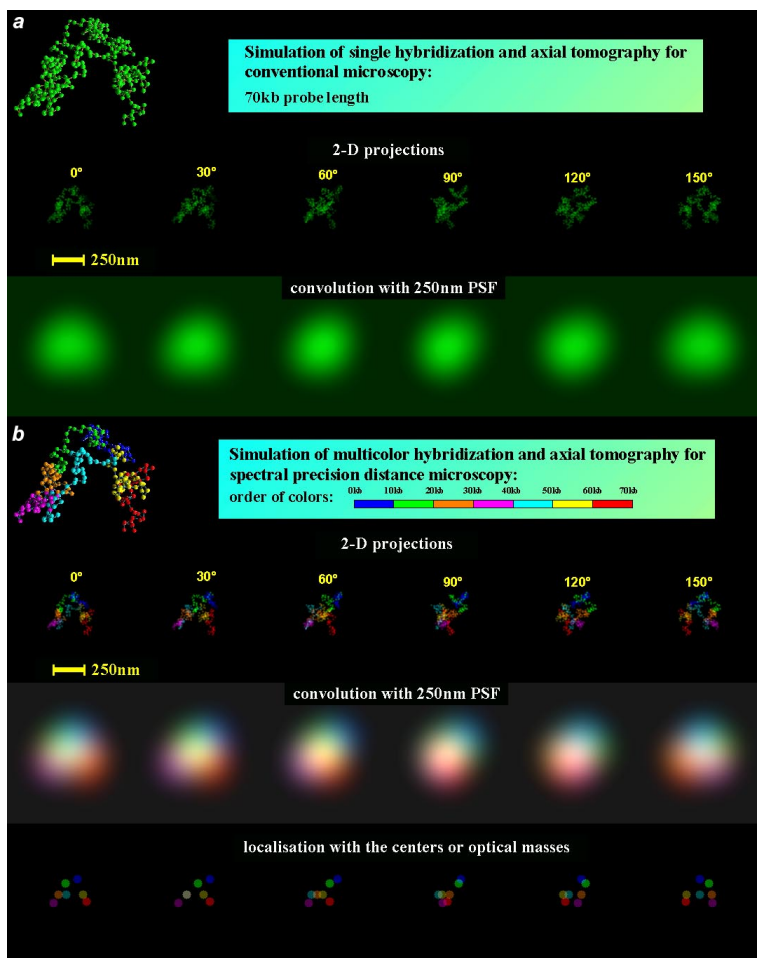 a
Simulation of single hybridization and axial tomography for
conventional microscopy:
70kb probe length
2-D projections
0° 30° 60° 90° 120° 150°
250nm
convolution with 250nm PSF
b
Simulation of multicolor hybridization and axial tomography for
spectral precision distance microscopy:
order of colors: 0kb 10kb 20kb 30kb 40kb 50kb 60kb 70kb
2-D projections
0° 30° 60° 90° 120° 150°
250nm
convolution with 250nm PSF
localisation with the centers or optical masses